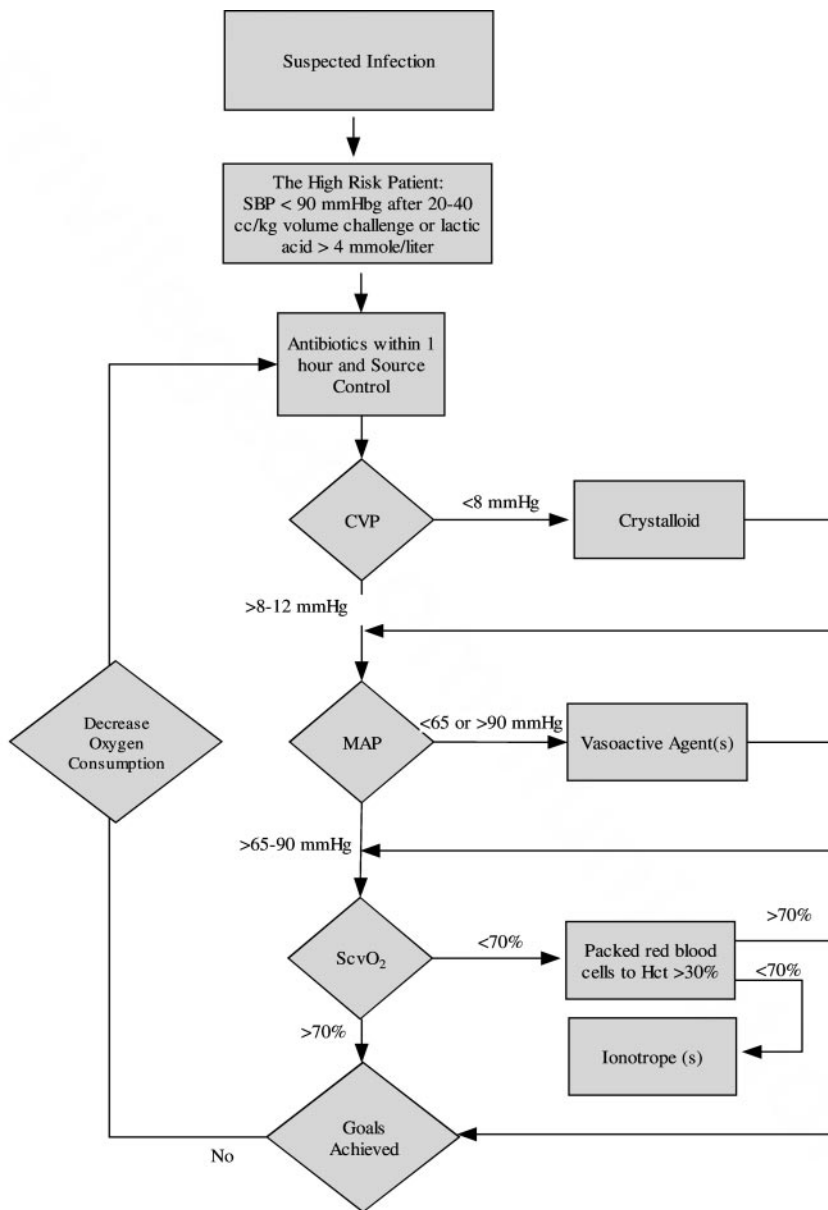 Suspected Infection
The High Risk Patient:
SBP < 90 mmHbg after 20-40
cc/kg volume challenge or lactic
acid > 4 mmole/liter
Antibiotics within 1
hour and Source
Control
CVP
<8 mmHg
Crystalloid
>8-12 mmHg
Decrease
Oxygen
Consumption
MAP
<65 or >90 mmHg
Vasoactive Agent(s)
>65-90 mmHg
ScvO₂
<70%
Packed red blood
cells to Hct >30%
>70%
<70%
Ionotrope (s)
>70%
Goals
Achieved
No